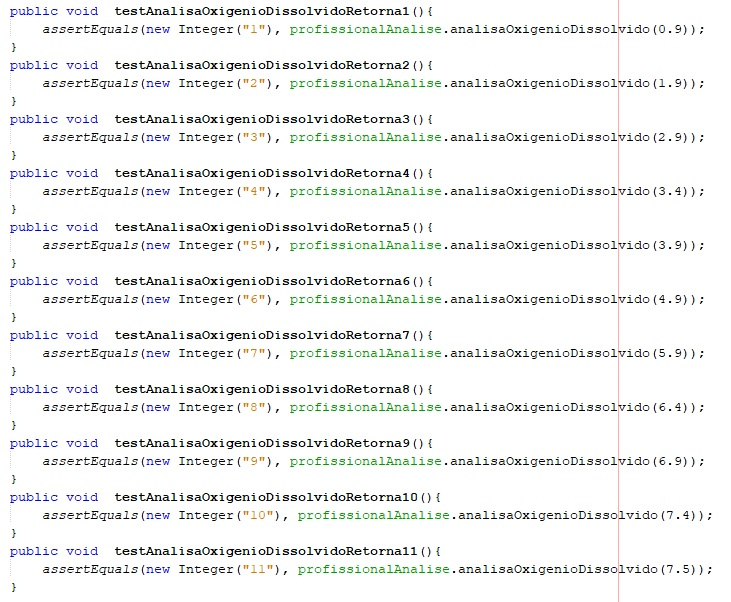 public void  testAnalisaOxigenioDissolvidoRetorna1(){
    assertEquals(new Integer("1"), profissionalAnalise.analisaOxigenioDissolvido(0.9));
}
public void  testAnalisaOxigenioDissolvidoRetorna2(){
    assertEquals(new Integer("2"), profissionalAnalise.analisaOxigenioDissolvido(1.9));
}
public void  testAnalisaOxigenioDissolvidoRetorna3(){
    assertEquals(new Integer("3"), profissionalAnalise.analisaOxigenioDissolvido(2.9));
}
public void  testAnalisaOxigenioDissolvidoRetorna4(){
    assertEquals(new Integer("4"), profissionalAnalise.analisaOxigenioDissolvido(3.4));
}
public void  testAnalisaOxigenioDissolvidoRetorna5(){
    assertEquals(new Integer("5"), profissionalAnalise.analisaOxigenioDissolvido(3.9));
}
public void  testAnalisaOxigenioDissolvidoRetorna6(){
    assertEquals(new Integer("6"), profissionalAnalise.analisaOxigenioDissolvido(4.9));
}
public void  testAnalisaOxigenioDissolvidoRetorna7(){
    assertEquals(new Integer("7"), profissionalAnalise.analisaOxigenioDissolvido(5.9));
}
public void  testAnalisaOxigenioDissolvidoRetorna8(){
    assertEquals(new Integer("8"), profissionalAnalise.analisaOxigenioDissolvido(6.4));
}
public void  testAnalisaOxigenioDissolvidoRetorna9(){
    assertEquals(new Integer("9"), profissionalAnalise.analisaOxigenioDissolvido(6.9));
}
public void  testAnalisaOxigenioDissolvidoRetorna10(){
    assertEquals(new Integer("10"), profissionalAnalise.analisaOxigenioDissolvido(7.4));
}
public void  testAnalisaOxigenioDissolvidoRetorna11(){
    assertEquals(new Integer("11"), profissionalAnalise.analisaOxigenioDissolvido(7.5));
}